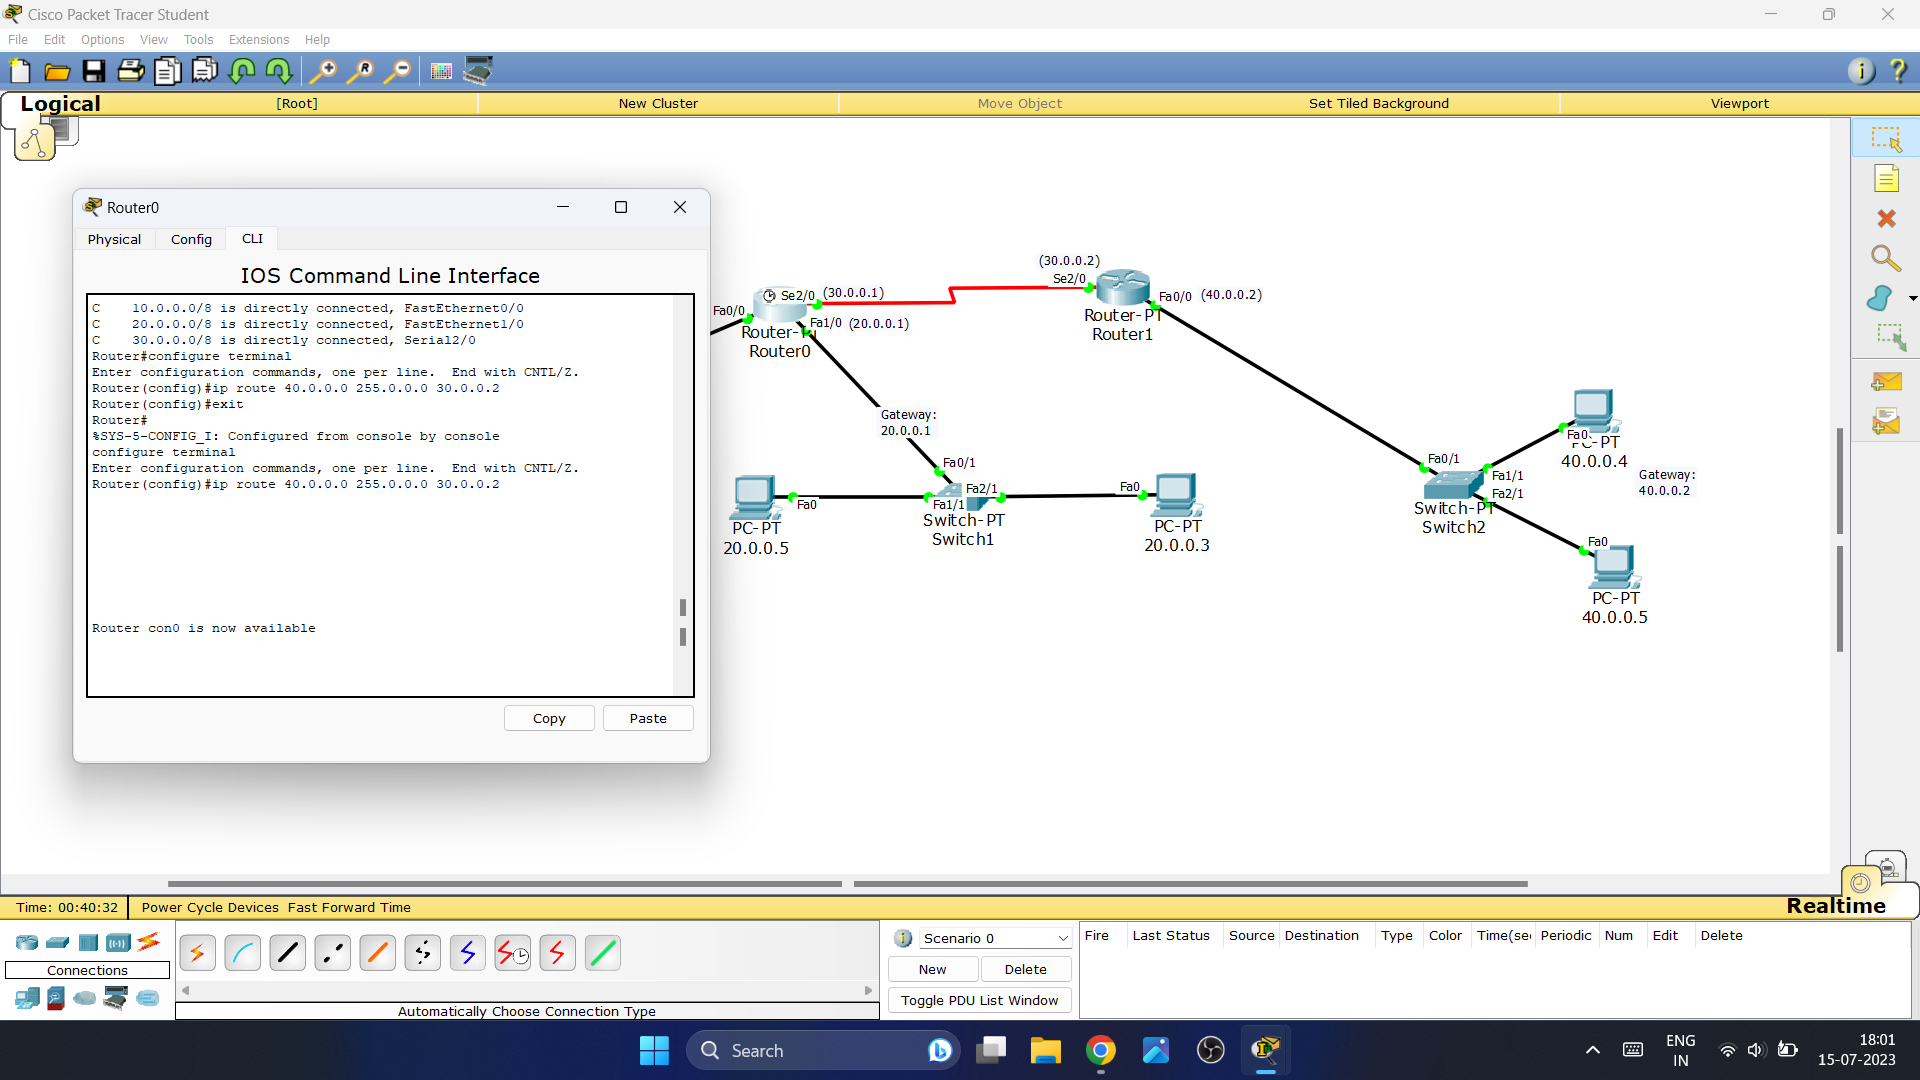 Cisco Packet Tracer Student
File Edit Options View Tools Extensions Help
Logical [Root] New Cluster Move Object Set Tiled Background Viewport
Router0
Physical Config CLI
IOS Command Line Interface
C    10.0.0.0/8 is directly connected, FastEthernet0/0
C    20.0.0.0/8 is directly connected, FastEthernet1/0
C    30.0.0.0/8 is directly connected, Serial2/0
Router#configure terminal
Enter configuration commands, one per line.  End with CNTL/Z.
Router(config)#ip route 40.0.0.0 255.0.0.0 30.0.0.2
Router(config)#exit
Router#
%SYS-5-CONFIG_I: Configured from console by console
configure terminal
Enter configuration commands, one per line.  End with CNTL/Z.
Router(config)#ip route 40.0.0.0 255.0.0.0 30.0.0.2
Router con0 is now available
Copy Paste
(30.0.0.2)
Se2/0
Se2/0 (30.0.0.1)
Fa0/0 (40.0.0.2)
Fa0/0
Fa1/0 (20.0.0.1)
Router-PT
Router1
Router0
Gateway:
20.0.0.1
Fa0/1
Fa0
Fa1/1
Fa2/1
Fa0
PC-PT
20.0.0.5
Switch-PT
Switch1
PC-PT
20.0.0.3
Fa0/1
Fa1/1
Fa2/1
Switch-PT
Switch2
Fa0
PC-PT
40.0.0.4
Gateway:
40.0.0.2
Fa0
PC-PT
40.0.0.5
Time: 00:40:32 Power Cycle Devices Fast Forward Time
Realtime
Connections
Automatically Choose Connection Type
Scenario 0
New Delete
Toggle PDU List Window
Fire Last Status Source Destination Type Color Time(sec Periodic Num Edit Delete
Search
ENG
IN
18:01
15-07-2023